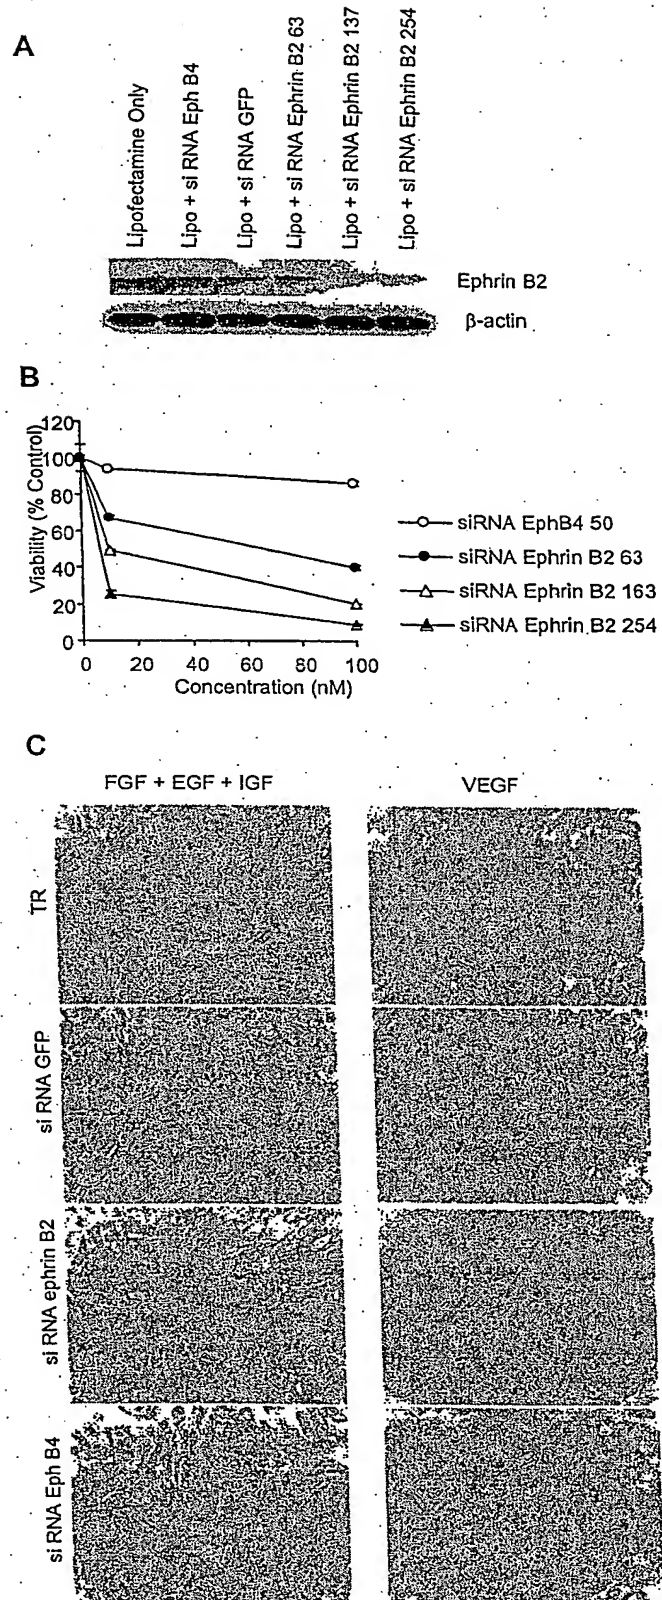 A
Lipofectamine Only
Lipo + si RNA Eph B4
Lipo + si RNA GFP
Lipo + si RNA Ephrin B2 63
Lipo + si RNA Ephrin B2 137
Lipo + si RNA Ephrin B2 254
Ephrin B2
β-actin
B
Viability (% Control)
120
100
80
60
40
20
0
0 20 40 60 80 100
Concentration (nM)
siRNA EphB4 50
siRNA Ephrin B2 63
siRNA Ephrin B2 163
siRNA Ephrin B2 254
C
FGF + EGF + IGF
VEGF
TR
si RNA GFP
si RNA ephrin B2
si RNA Eph B4